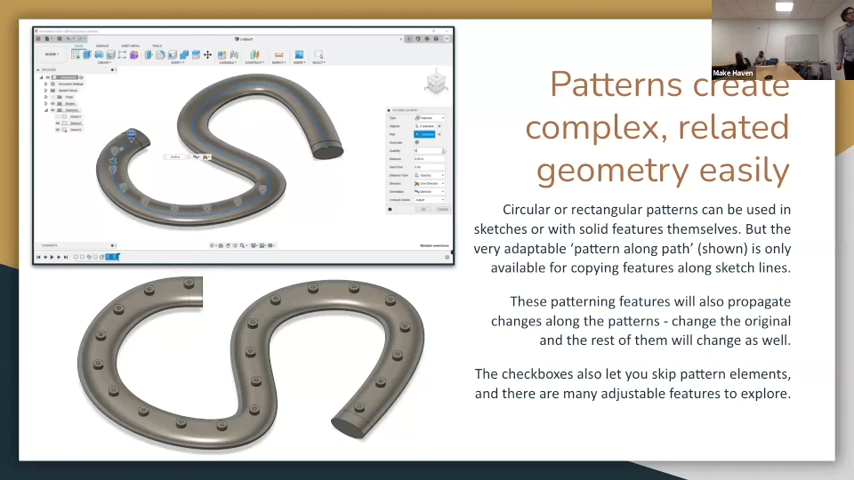 Make Haven
Patterns create
complex, related
geometry easily
Circular or rectangular patterns can be used in
sketches or with solid features themselves. But the
very adaptable ‘pattern along path’ (shown) is only
available for copying features along sketch lines.
These patterning features will also propagate
changes along the patterns - change the original
and the rest of them will change as well.
The checkboxes also let you skip pattern elements,
and there are many adjustable features to explore.